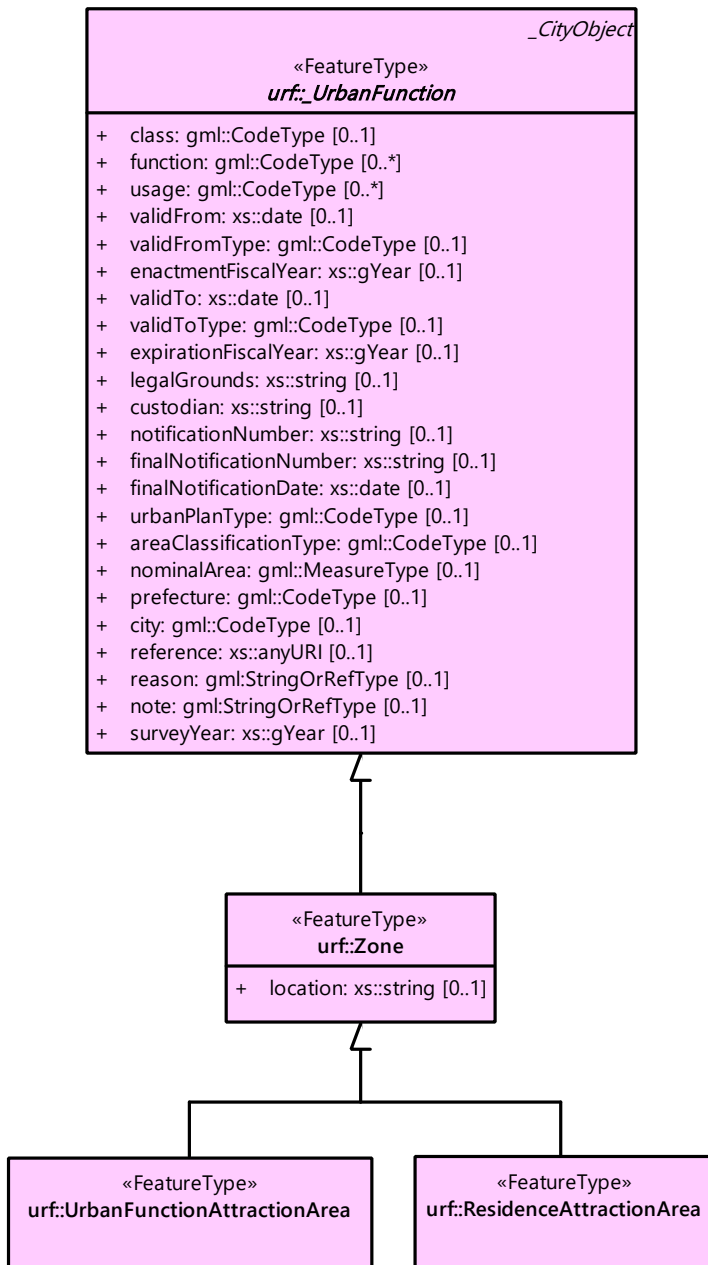 _CityObject
«FeatureType»
urf::_UrbanFunction
+ class: gml::CodeType [0..1]
+ function: gml::CodeType [0..*]
+ usage: gml::CodeType [0..*]
+ validFrom: xs::date [0..1]
+ validFromType: gml::CodeType [0..1]
+ enactmentFiscalYear: xs::gYear [0..1]
+ validTo: xs::date [0..1]
+ validToType: gml::CodeType [0..1]
+ expirationFiscalYear: xs::gYear [0..1]
+ legalGrounds: xs::string [0..1]
+ custodian: xs::string [0..1]
+ notificationNumber: xs::string [0..1]
+ finalNotificationNumber: xs::string [0..1]
+ finalNotificationDate: xs::date [0..1]
+ urbanPlanType: gml::CodeType [0..1]
+ areaClassificationType: gml::CodeType [0..1]
+ nominalArea: gml::MeasureType [0..1]
+ prefecture: gml::CodeType [0..1]
+ city: gml::CodeType [0..1]
+ reference: xs::anyURI [0..1]
+ reason: gml:StringOrRefType [0..1]
+ note: gml:StringOrRefType [0..1]
+ surveyYear: xs::gYear [0..1]
«FeatureType»
urf::Zone
+ location: xs::string [0..1]
«FeatureType»
urf::UrbanFunctionAttractionArea
«FeatureType»
urf::ResidenceAttractionArea